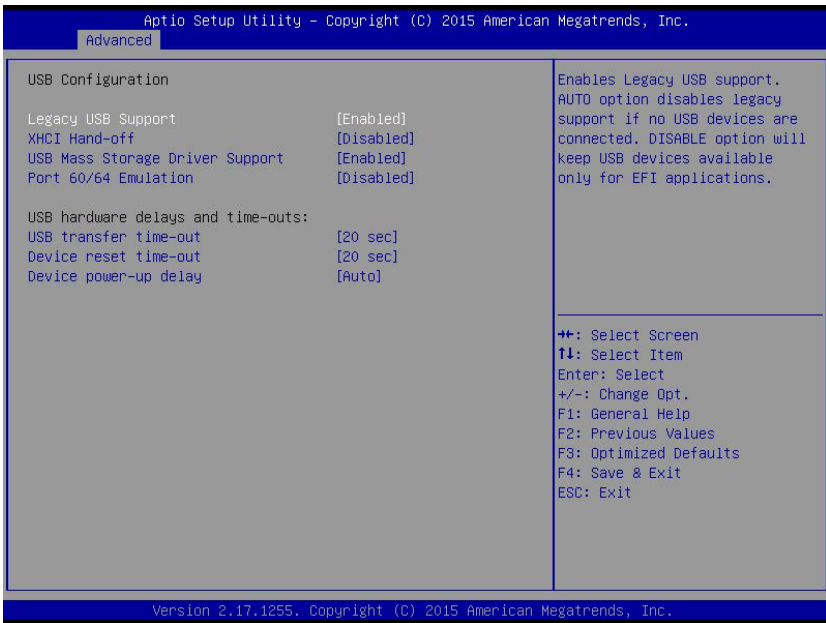 Aptio Setup Utility – Copyright (C) 2015 American Megatrends, Inc.
Advanced
USB Configuration
Legacy USB Support [Enabled]
XHCI Hand-off [Disabled]
USB Mass Storage Driver Support [Enabled]
Port 60/64 Emulation [Disabled]
USB hardware delays and time-outs:
USB transfer time-out [20 sec]
Device reset time-out [20 sec]
Device power-up delay [Auto]
Enables Legacy USB support.
AUTO option disables legacy
support if no USB devices are
connected. DISABLE option will
keep USB devices available
only for EFI applications.
→←: Select Screen
↑↓: Select Item
Enter: Select
+/-: Change Opt.
F1: General Help
F2: Previous Values
F3: Optimized Defaults
F4: Save & Exit
ESC: Exit
Version 2.17.1255. Copyright (C) 2015 American Megatrends, Inc.